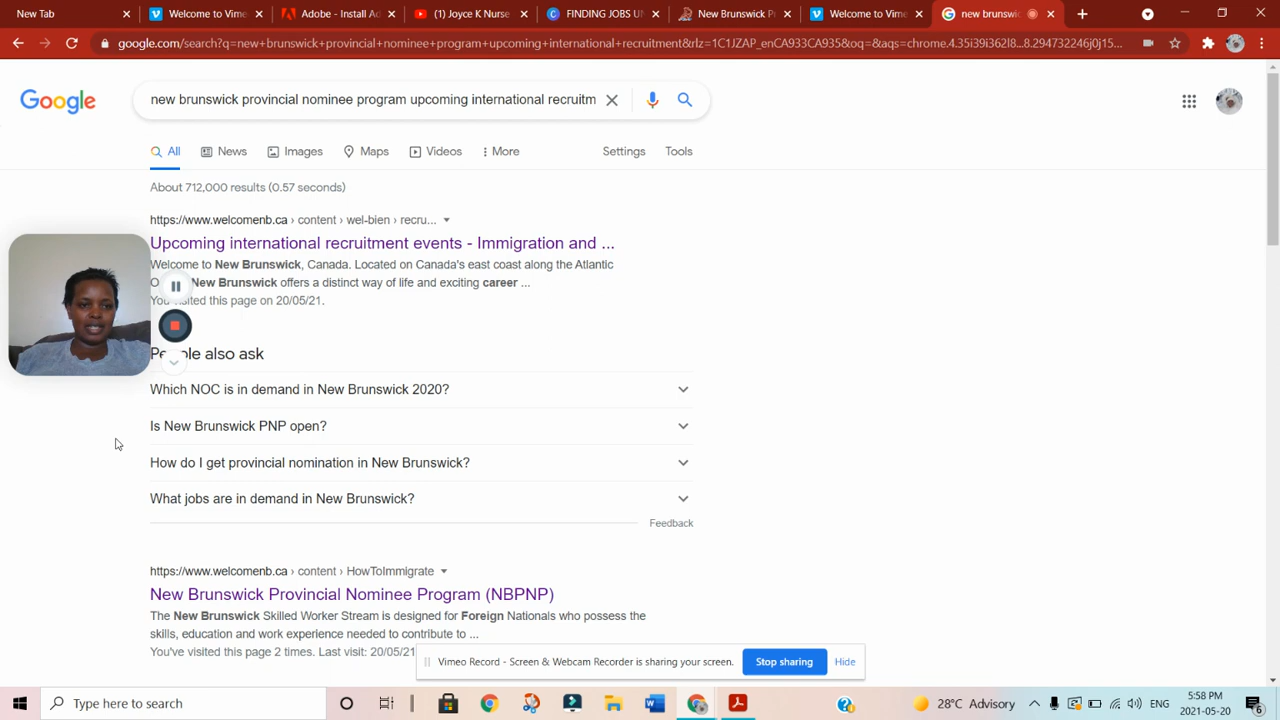 New Tab
Welcome to Vime
Adobe - Install Ad
(1) Joyce K Nurse
FINDING JOBS UN
New Brunswick Pr
Welcome to Vime
new brunswic
google.com/search?q=new+brunswick+provincial+nominee+program+upcoming+international+recruitment&rlz=1C1JZAP_enCA933CA935&oq=&aqs=chrome.4.35i39i362l8...8.294732246j0j15...
Google
new brunswick provincial nominee program upcoming international recruitm
All
News
Images
Maps
Videos
More
Settings
Tools
About 712,000 results (0.57 seconds)
https://www.welcomenb.ca › content › wel-bien › recru...
Upcoming international recruitment events - Immigration and ...
Welcome to New Brunswick, Canada. Located on Canada's east coast along the Atlantic
O New Brunswick offers a distinct way of life and exciting career ...
You visited this page on 20/05/21.
People also ask
Which NOC is in demand in New Brunswick 2020?
Is New Brunswick PNP open?
How do I get provincial nomination in New Brunswick?
What jobs are in demand in New Brunswick?
Feedback
https://www.welcomenb.ca › content › HowToImmigrate
New Brunswick Provincial Nominee Program (NBPNP)
The New Brunswick Skilled Worker Stream is designed for Foreign Nationals who possess the
skills, education and work experience needed to contribute to ...
You've visited this page 2 times. Last visit: 20/05/21
Vimeo Record - Screen & Webcam Recorder is sharing your screen.
Stop sharing
Hide
Type here to search
28°C Advisory
ENG
5:58 PM
2021-05-20
6